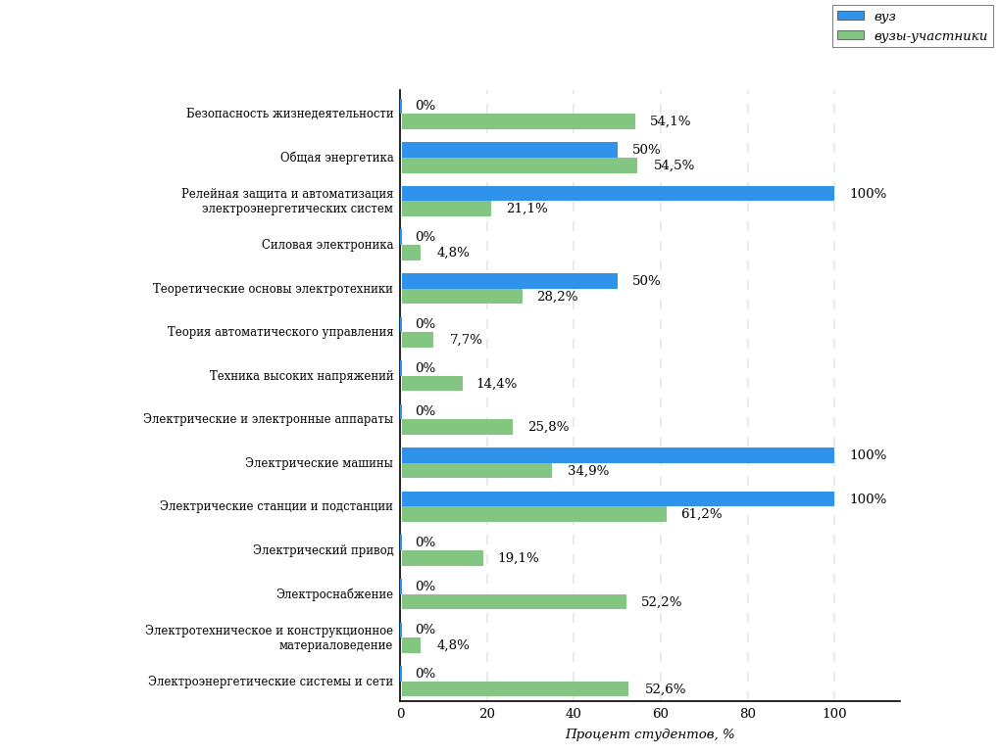 вуз
вузы-участники
Безопасность жизнедеятельности
0%
54,1%
Общая энергетика
50%
54,5%
Релейная защита и автоматизация
электроэнергетических систем
100%
21,1%
Силовая электроника
0%
4,8%
Теоретические основы электротехники
50%
28,2%
Теория автоматического управления
0%
7,7%
Техника высоких напряжений
0%
14,4%
Электрические и электронные аппараты
0%
25,8%
Электрические машины
100%
34,9%
Электрические станции и подстанции
100%
61,2%
Электрический привод
0%
19,1%
Электроснабжение
0%
52,2%
Электротехническое и конструкционное
материаловедение
0%
4,8%
Электроэнергетические системы и сети
0%
52,6%
0 20 40 60 80 100
Процент студентов, %